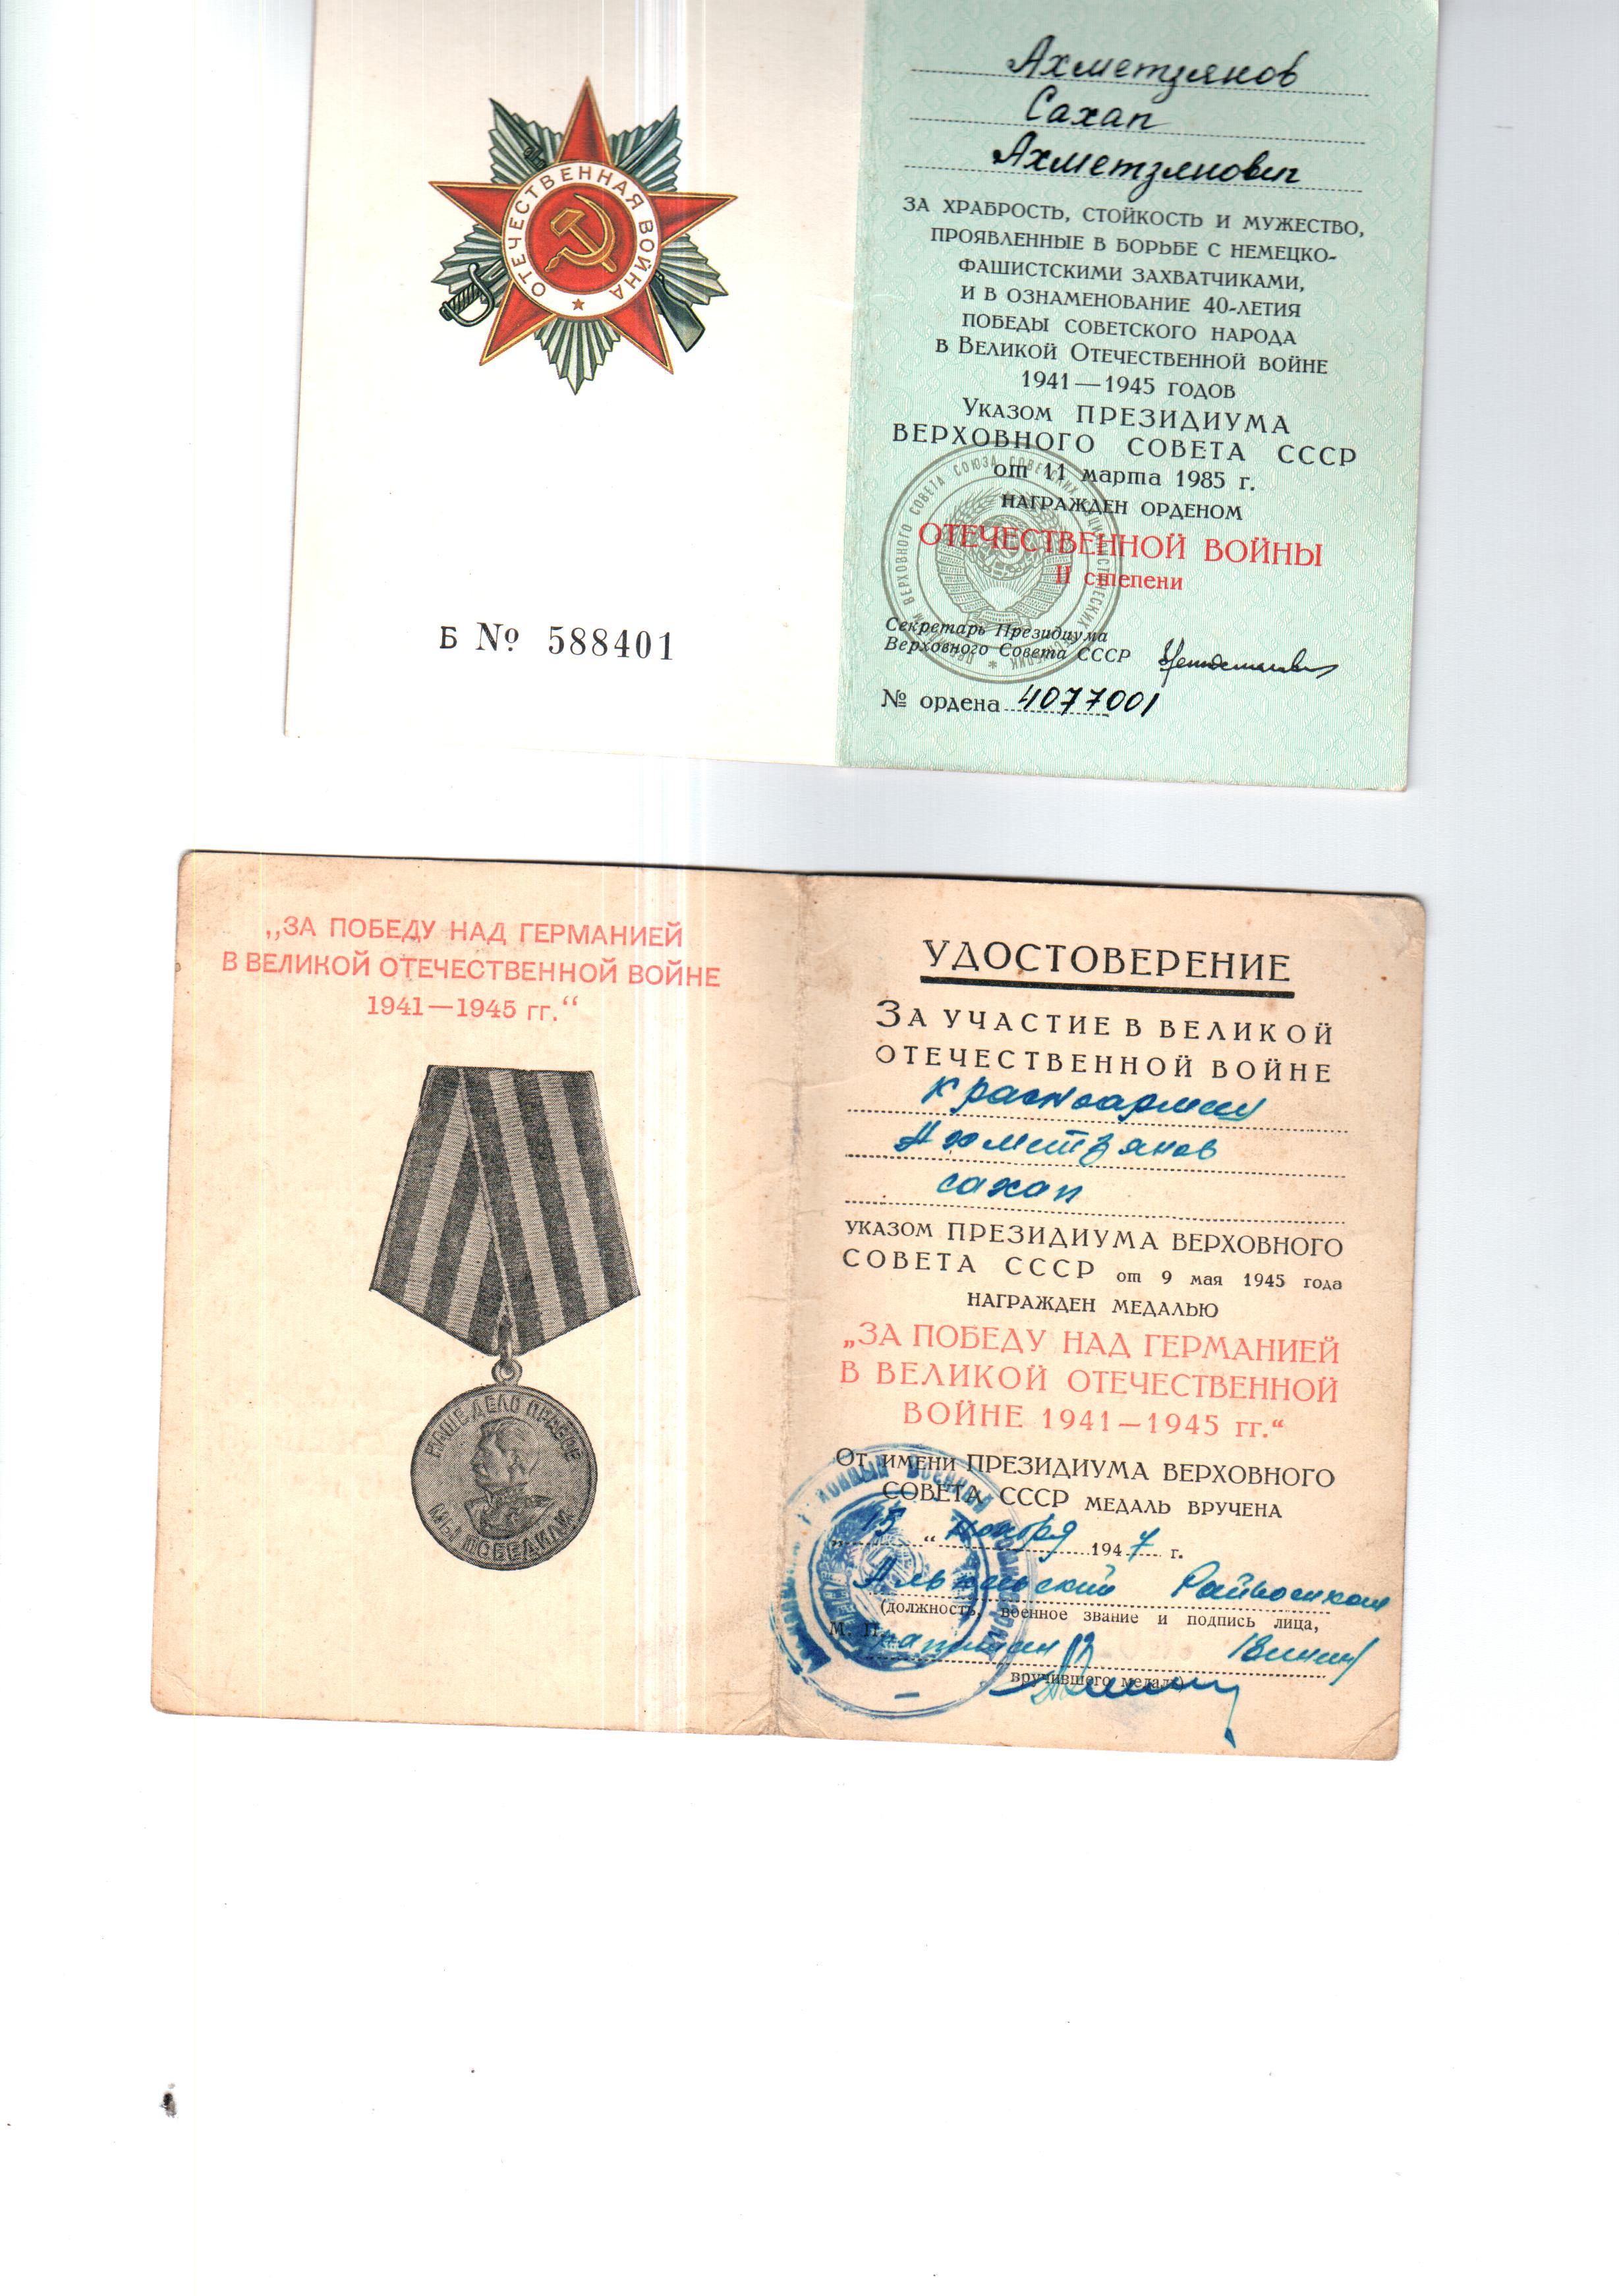 ОТЕЧЕСТВЕННАЯ ВОЙНА
Б № 588401
Ахметзянов
Сахап
Ахметзянович
ЗА ХРАБРОСТЬ, СТОЙКОСТЬ И МУЖЕСТВО,
ПРОЯВЛЕННЫЕ В БОРЬБЕ С НЕМЕЦКО-
ФАШИСТСКИМИ ЗАХВАТЧИКАМИ,
И В ОЗНАМЕНОВАНИЕ 40-ЛЕТИЯ
ПОБЕДЫ СОВЕТСКОГО НАРОДА
В ВЕЛИКОЙ ОТЕЧЕСТВЕННОЙ ВОЙНЕ
1941—1945 ГОДОВ
УКАЗОМ ПРЕЗИДИУМА
ВЕРХОВНОГО СОВЕТА СССР
от 11 марта 1985 г.
НАГРАЖДЕН ОРДЕНОМ
ОТЕЧЕСТВЕННОЙ ВОЙНЫ
II степени
Секретарь Президиума
Верховного Совета СССР
№ ордена 4077001
„ЗА ПОБЕДУ НАД ГЕРМАНИЕЙ
В ВЕЛИКОЙ ОТЕЧЕСТВЕННОЙ ВОЙНЕ
1941—1945 гг.“
НАШЕ ДЕЛО ПРАВОЕ
МЫ ПОБЕДИЛИ
УДОСТОВЕРЕНИЕ
ЗА УЧАСТИЕ В ВЕЛИКОЙ
ОТЕЧЕСТВЕННОЙ ВОЙНЕ
Ахметзянов
Сахап
УКАЗОМ ПРЕЗИДИУМА ВЕРХОВНОГО
СОВЕТА СССР от 9 мая 1945 года
НАГРАЖДЕН МЕДАЛЬЮ
„ЗА ПОБЕДУ НАД ГЕРМАНИЕЙ
В ВЕЛИКОЙ ОТЕЧЕСТВЕННОЙ
ВОЙНЕ 1941—1945 гг.“
ОТ ИМЕНИ ПРЕЗИДИУМА ВЕРХОВНОГО
СОВЕТА СССР МЕДАЛЬ ВРУЧЕНА
„15“ ноября 1947 г.
(должность, военное звание и подпись лица,
М. П.
вручившего медаль)